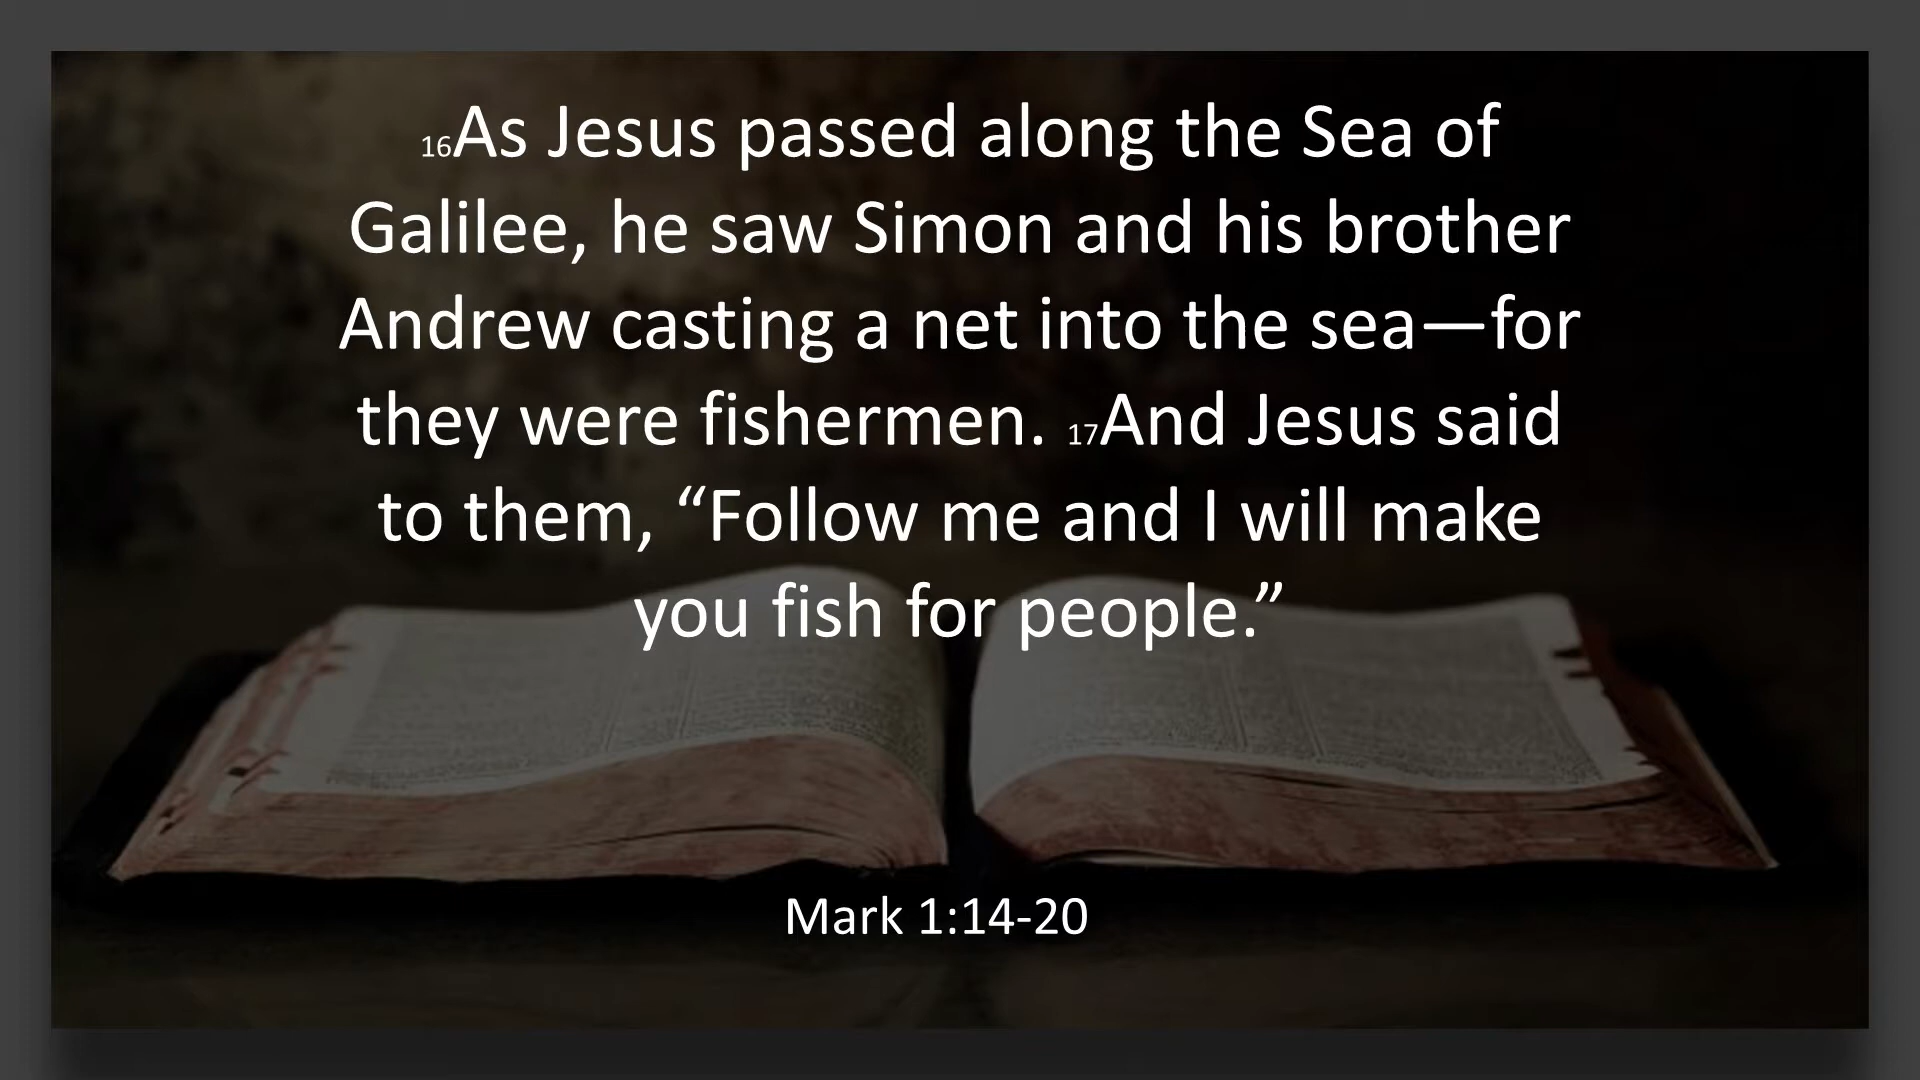 16As Jesus passed along the Sea of
Galilee, he saw Simon and his brother
Andrew casting a net into the sea—for
they were fishermen. 17And Jesus said
to them, “Follow me and I will make
you fish for people.”
Mark 1:14-20